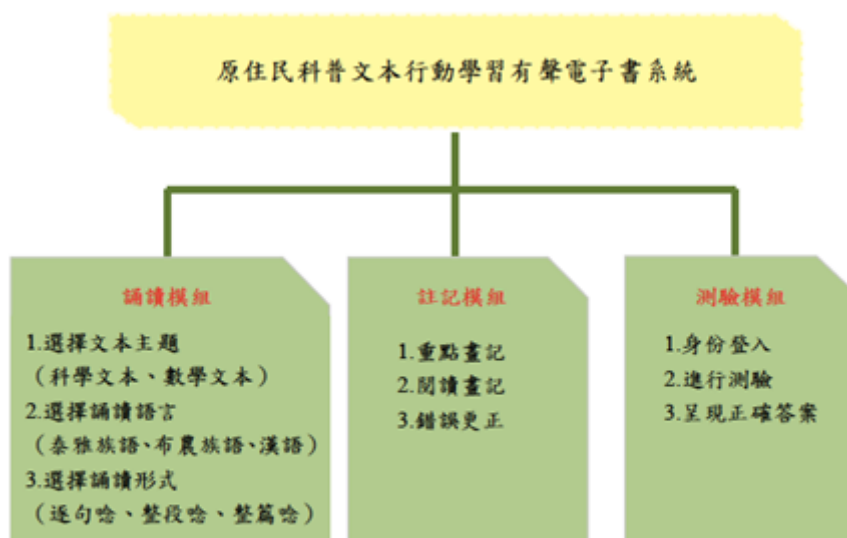 原住民科普文本行動學習有聲電子書系統
誦讀模組
1.選擇文本主題
（科學文本、數學文本）
2.選擇誦讀語言
（泰雅族語、布農族語、漢語）
3.選擇誦讀形式
（逐句唸、整段唸、整篇唸）
註記模組
1.重點畫記
2.閱讀畫記
3.錯誤更正
測驗模組
1.身份登入
2.進行測驗
3.呈現正確答案